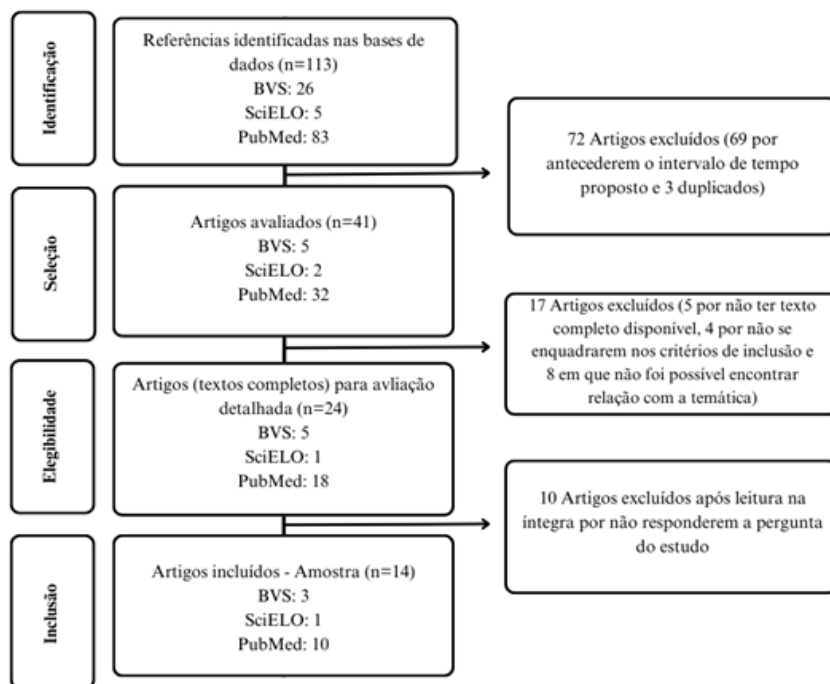 Identificação
Referências identificadas nas bases de
dados (n=113)
BVS: 26
SciELO: 5
PubMed: 83
72 Artigos excluídos (69 por
antecederem o intervalo de tempo
proposto e 3 duplicados)
Seleção
Artigos avaliados (n=41)
BVS: 5
SciELO: 2
PubMed: 32
17 Artigos excluídos (5 por não ter texto
completo disponível, 4 por não se
enquadrarem nos critérios de inclusão e
8 em que não foi possível encontrar
relação com a temática)
Elegibilidade
Artigos (textos completos) para avliação
detalhada (n=24)
BVS: 5
SciELO: 1
PubMed: 18
10 Artigos excluídos após leitura na
íntegra por não responderem a pergunta
do estudo
Inclusão
Artigos incluídos - Amostra (n=14)
BVS: 3
SciELO: 1
PubMed: 10